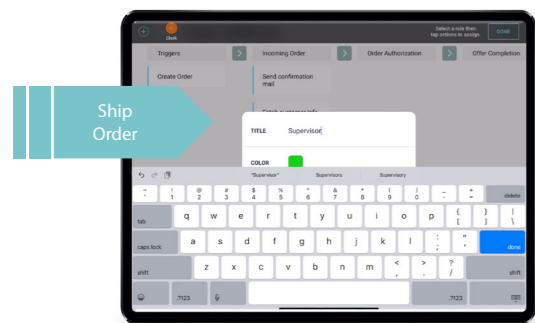 Select a role then
tap actions to assign
DONE
Clerk
Triggers
Incoming Order
Order Authorization
Offer Completion
Create Order
Send confirmation
mail
Ship
Order
TITLE
Supervisor
COLOR
"Supervisor"
Supervisors
Supervisory
~ ! @ # $ % ^ & * ( ) _ +
` 1 2 3 4 5 6 7 8 9 0 - = delete
tab q w e r t y u i o p { [ } ] | \
caps lock a s d f g h j k l : ; " ' done
shift z x c v b n m < , > . ? / shift
.?123 .?123